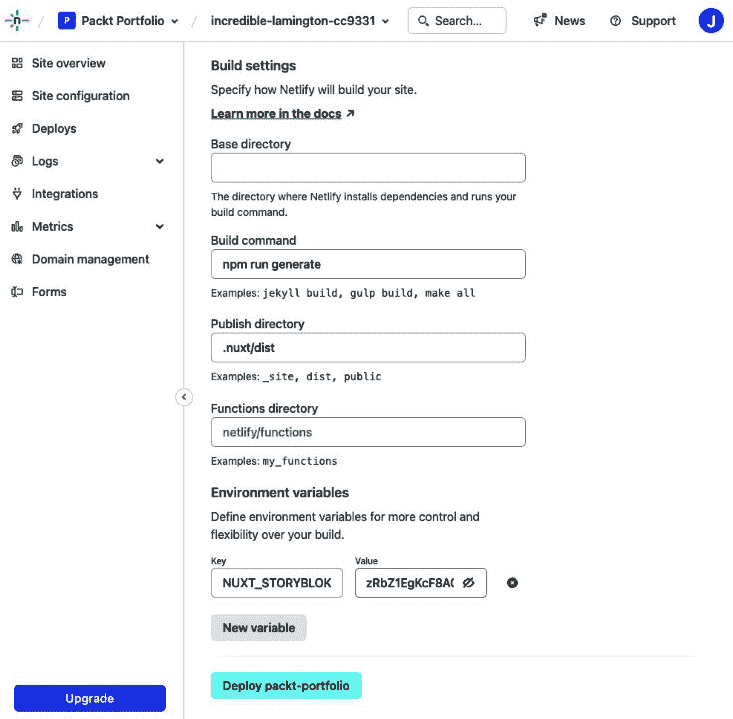 n / P Packt Portfolio / incredible-lamington-cc9331 Search... News Support J
Site overview
Site configuration
Deploys
Logs
Integrations
Metrics
Domain management
Forms
Upgrade
Build settings
Specify how Netlify will build your site.
Learn more in the docs ↗
Base directory
The directory where Netlify installs dependencies and runs your
build command.
Build command
npm run generate
Examples: jekyll build, gulp build, make all
Publish directory
.nuxt/dist
Examples: _site, dist, public
Functions directory
netlify/functions
Examples: my_functions
Environment variables
Define environment variables for more control and
flexibility over your build.
Key Value
NUXT_STORYBLOK zRbZ1EgKcF8A
New variable
Deploy packt-portfolio